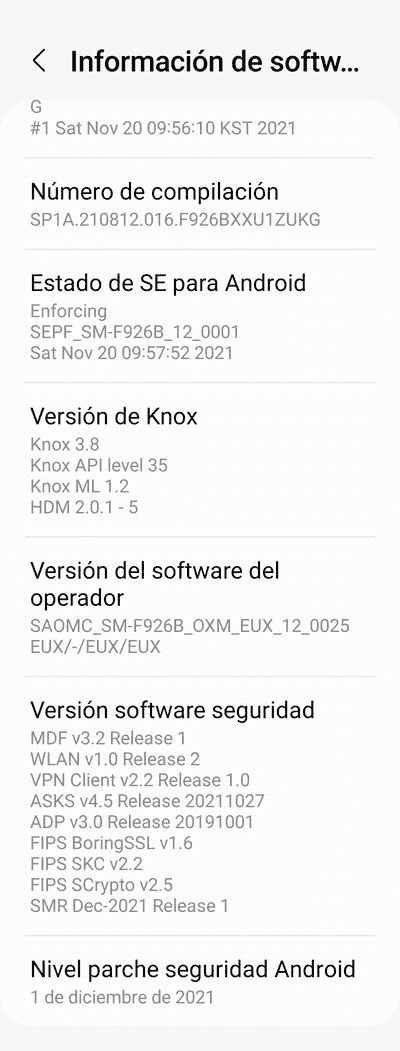 Información de softw...
G
#1 Sat Nov 20 09:56:10 KST 2021
Número de compilación
SP1A.210812.016.F926BXXU1ZUKG
Estado de SE para Android
Enforcing
SEPF_SM-F926B_12_0001
Sat Nov 20 09:57:52 2021
Versión de Knox
Knox 3.8
Knox API level 35
Knox ML 1.2
HDM 2.0.1 - 5
Versión del software del
operador
SAOMC_SM-F926B_OXM_EUX_12_0025
EUX/-/EUX/EUX
Versión software seguridad
MDF v3.2 Release 1
WLAN v1.0 Release 2
VPN Client v2.2 Release 1.0
ASKS v4.5 Release 20211027
ADP v3.0 Release 20191001
FIPS BoringSSL v1.6
FIPS SKC v2.2
FIPS SCrypto v2.5
SMR Dec-2021 Release 1
Nivel parche seguridad Android
1 de diciembre de 2021